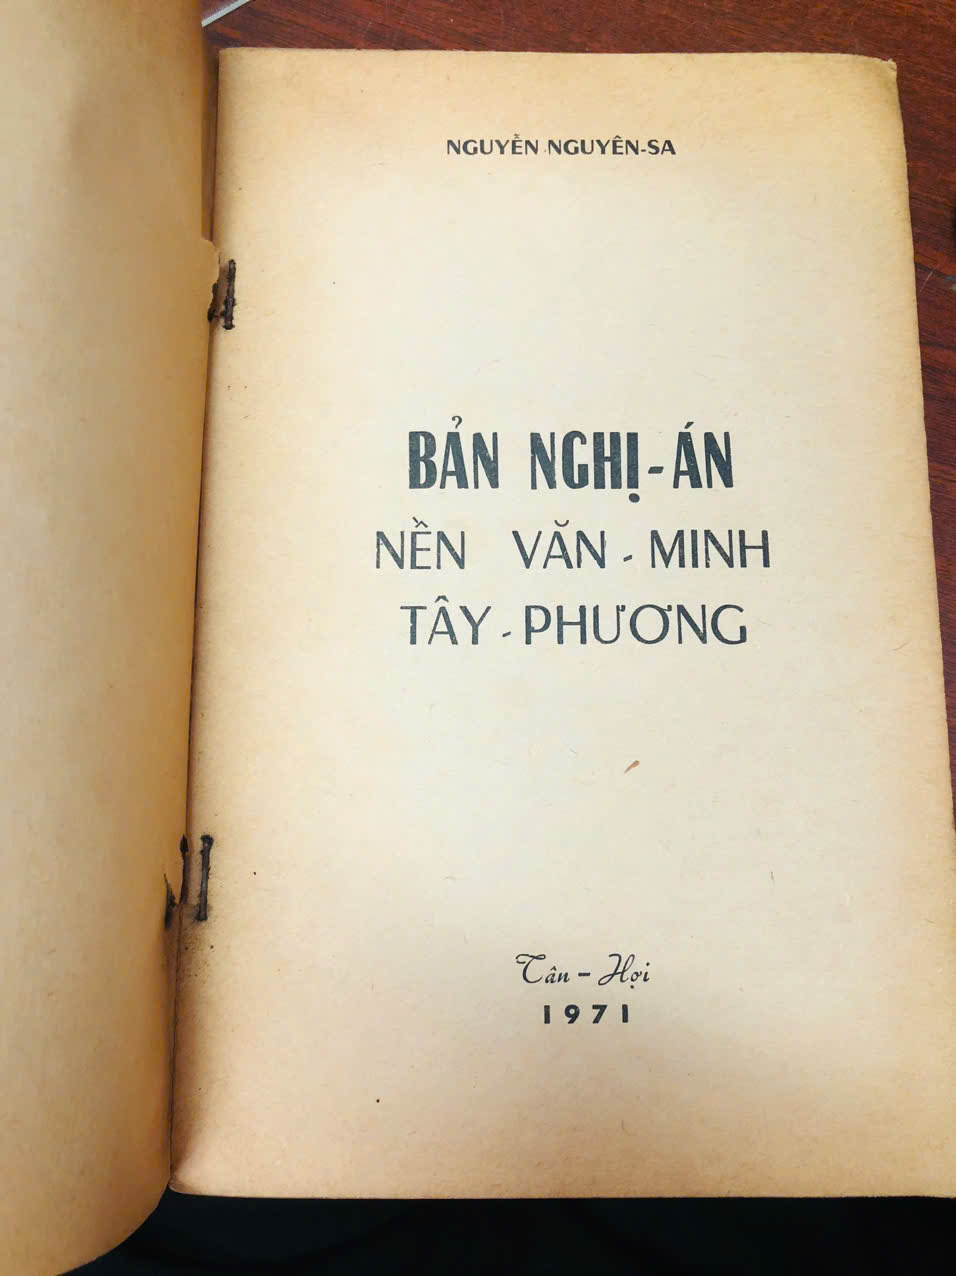 NGUYỄN NGUYÊN-SA
BẢN NGHỊ-ÁN
NỀN VĂN-MINH
TÂY-PHƯƠNG
Tân-Hợi
1971